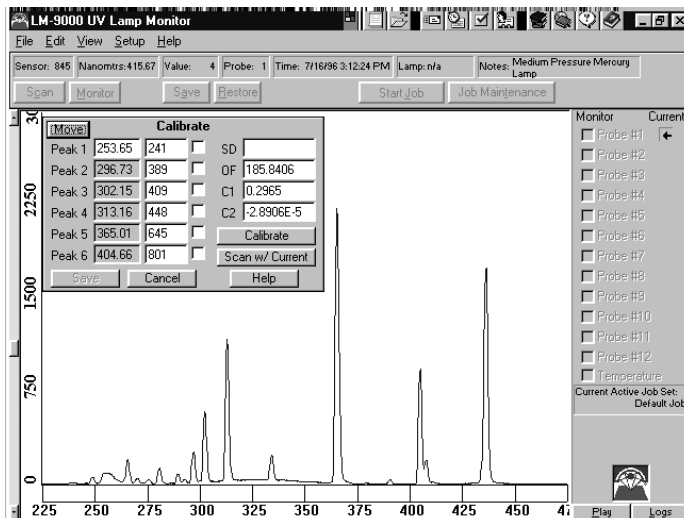 LM-9000 UV Lamp Monitor
File Edit View Setup Help
Sensor: 845 Nanomtrs:415.67 Value: 4 Probe: 1 Time: 7/16/96 3:12:24 PM Lamp:n/a Notes: Medium Pressure Mercury Lamp
Scan Monitor Save Restore Start Job Job Maintenance
Move Calibrate
Peak 1 253.65 241 SD
Peak 2 296.73 389 OF 185.8406
Peak 3 302.15 409 C1 0.2965
Peak 4 313.16 448 C2 -2.8906E-5
Peak 5 365.01 645 Calibrate
Peak 6 404.66 801 Scan w/ Current
Save Cancel Help
30
2250
1500
750
0
225 250 275 300 325 350 375 400 425 450 47
Monitor Current
Probe #1
Probe #2
Probe #3
Probe #4
Probe #5
Probe #6
Probe #7
Probe #8
Probe #9
Probe #10
Probe #11
Probe #12
Temperature
Current Active Job Set:
Default Job
Play Logs